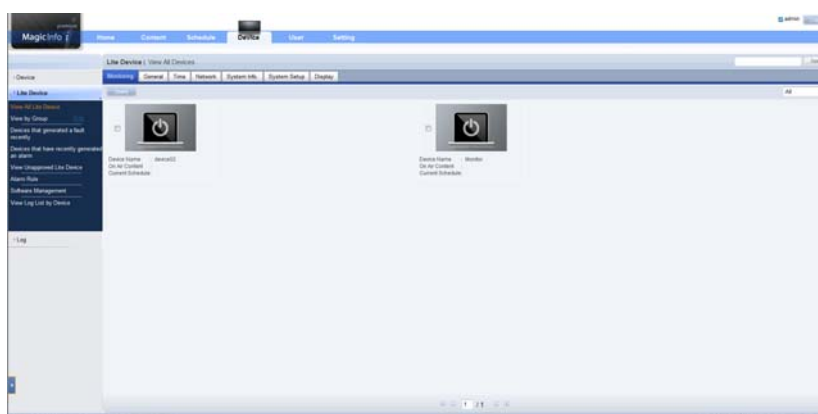 premium
MagicInfo i
admin
Home Content Schedule Device User Setting
Lite Device | View All Devices
Device
Lite Device
View All Lite Device
View by Group
Devices that generated a fault
recently
Devices that have recently generated
an alarm
View Unapproved Lite Device
Alarm Rule
Software Management
View Log List by Device
Log
Monitoring General Time Network System Info. System Setup Display
All
Device Name :
On Air Content :
Current Schedule :
Device Name : Monitor
On Air Content :
Current Schedule :
1 / 1